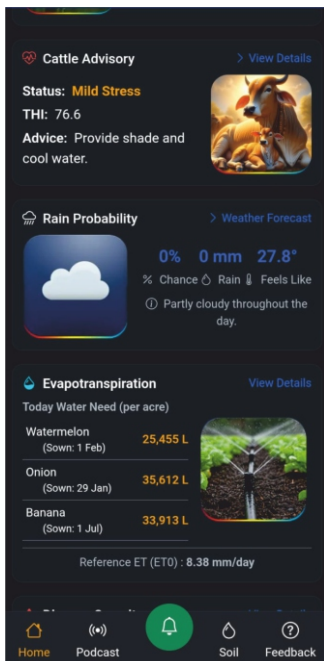 Cattle Advisory
> View Details
Status: Mild Stress
THI: 76.6
Advice: Provide shade and
cool water.
Rain Probability
> Weather Forecast
0% 0 mm 27.8°
% Chance Rain Feels Like
Partly cloudy throughout the
day.
Evapotranspiration
View Details
Today Water Need (per acre)
Watermelon
(Sown: 1 Feb)
25,455 L
Onion
(Sown: 29 Jan)
35,612 L
Banana
(Sown: 1 Jul)
33,913 L
Reference ET (ET0) : 8.38 mm/day
Home
Podcast
Soil
Feedback